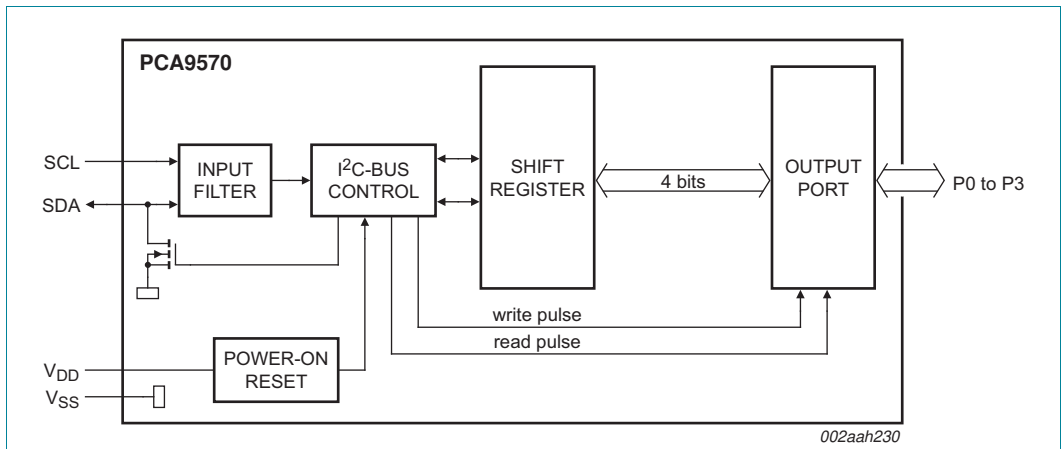 PCA9570
SCL
SDA
INPUT
FILTER
I²C-BUS
CONTROL
SHIFT
REGISTER
4 bits
OUTPUT
PORT
P0 to P3
write pulse
read pulse
VDD
VSS
POWER-ON
RESET
002aah230